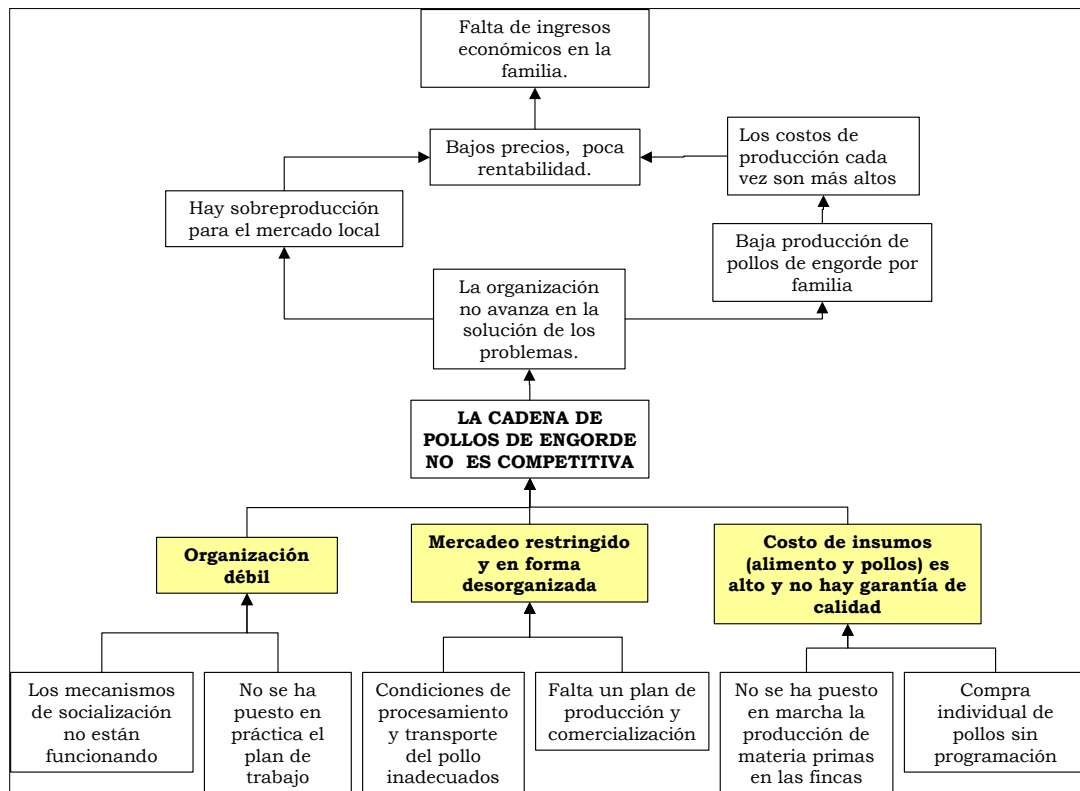 Falta de ingresos
económicos en la
familia.
Bajos precios,  poca
rentabilidad.
Los costos de
producción cada
vez son más altos
Hay sobreproducción
para el mercado local
Baja producción de
pollos de engorde por
familia
La organización
no avanza en la
solución de los
problemas.
LA CADENA DE
POLLOS DE ENGORDE
NO  ES COMPETITIVA
Organización
débil
Mercadeo restringido
y en forma
desorganizada
Costo de insumos
(alimento y pollos) es
alto y no hay garantía de
calidad
Los mecanismos
de socialización
no están
funcionando
No se ha
puesto en
práctica el
plan de
trabajo
Condiciones de
procesamiento
y transporte
del pollo
inadecuados
Falta un plan de
producción y
comercialización
No se ha puesto
en marcha la
producción de
materia primas
en las fincas
Compra
individual de
pollos sin
programación